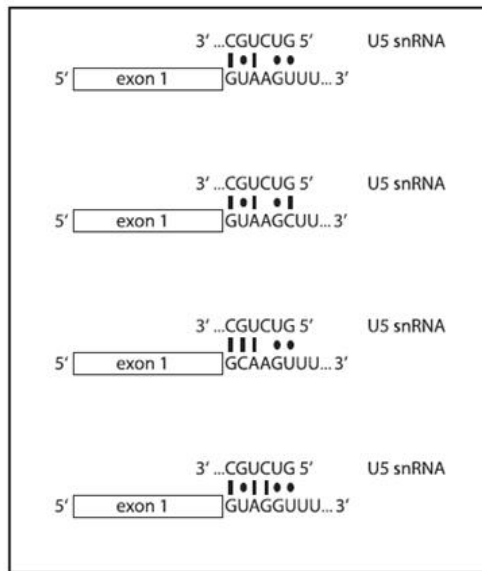 3′ ...CGUCUG 5′ U5 snRNA
5′ exon 1 GUAAGUUU... 3′
3′ ...CGUCUG 5′ U5 snRNA
5′ exon 1 GUAAGCUU... 3′
3′ ...CGUCUG 5′ U5 snRNA
5′ exon 1 GCAAGUUU... 3′
3′ ...CGUCUG 5′ U5 snRNA
5′ exon 1 GUAGGUUU... 3′